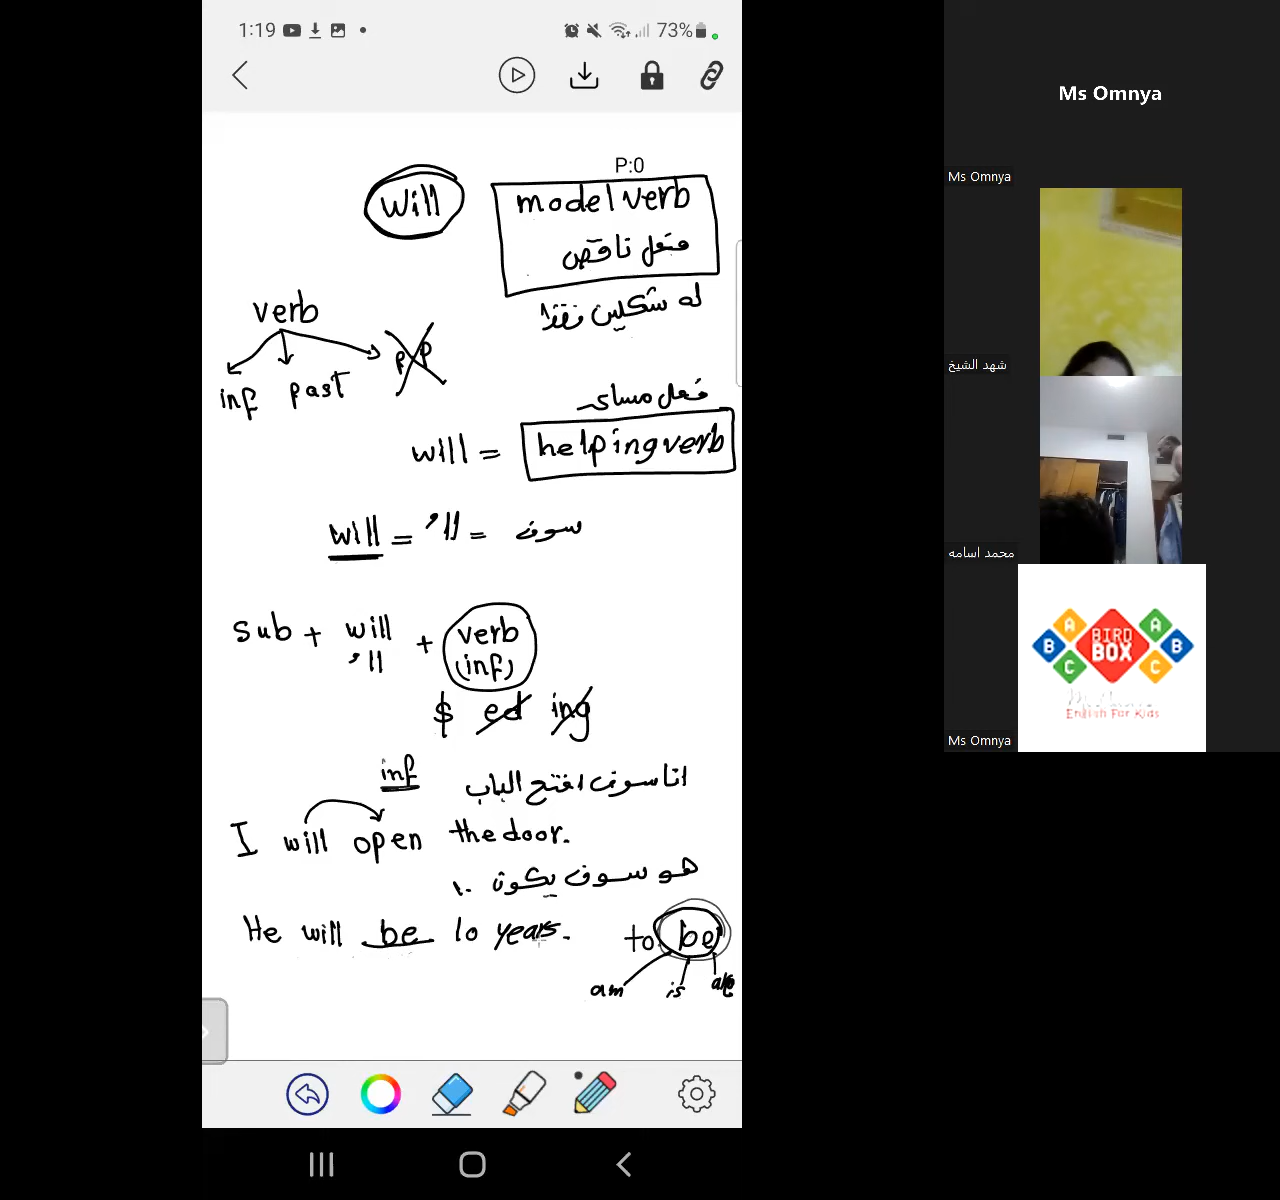 1:19
73%
P:0
will
model verb
فعل ناقص
له شكلين فقط
verb
inf past pp
فعل مساعد
will = helping verb
will = 'll = سوف
sub + will + verb
'll (inf)
s ed ing
inf
انا سوف افتح الباب
I will open the door.
هو سوف يكون ١٠
He will be 10 years.
to be
am is are
Ms Omnya
Ms Omnya
شهد الشيخ
محمد اسامه
A A
B BIRD BOX B
C C
English For Kids
Ms Omnya